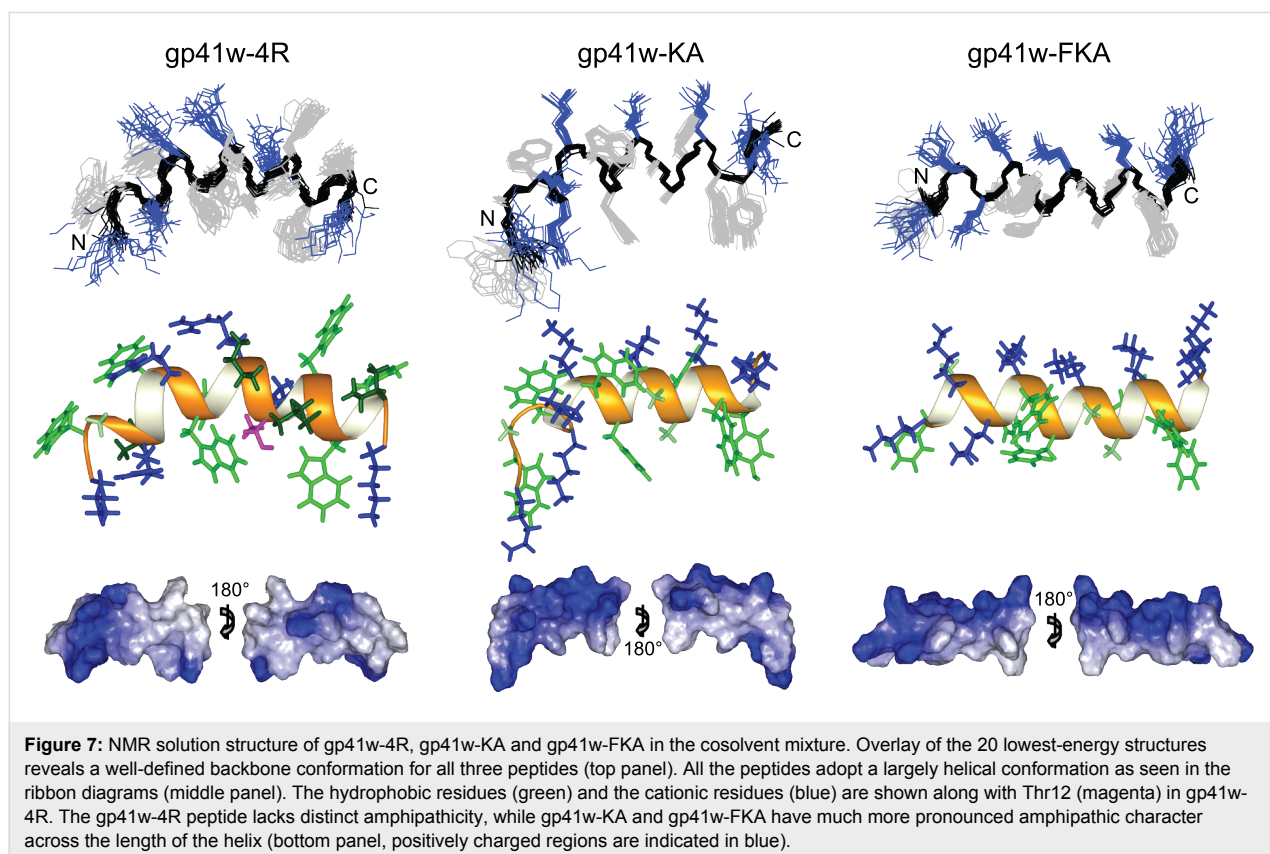 gp41w-4R
gp41w-KA
gp41w-FKA
N
C
N
C
N
C
180°
180°
180°
Figure 7: NMR solution structure of gp41w-4R, gp41w-KA and gp41w-FKA in the cosolvent mixture. Overlay of the 20 lowest-energy structures
reveals a well-defined backbone conformation for all three peptides (top panel). All the peptides adopt a largely helical conformation as seen in the
ribbon diagrams (middle panel). The hydrophobic residues (green) and the cationic residues (blue) are shown along with Thr12 (magenta) in gp41w-
4R. The gp41w-4R peptide lacks distinct amphipathicity, while gp41w-KA and gp41w-FKA have much more pronounced amphipathic character
across the length of the helix (bottom panel, positively charged regions are indicated in blue).